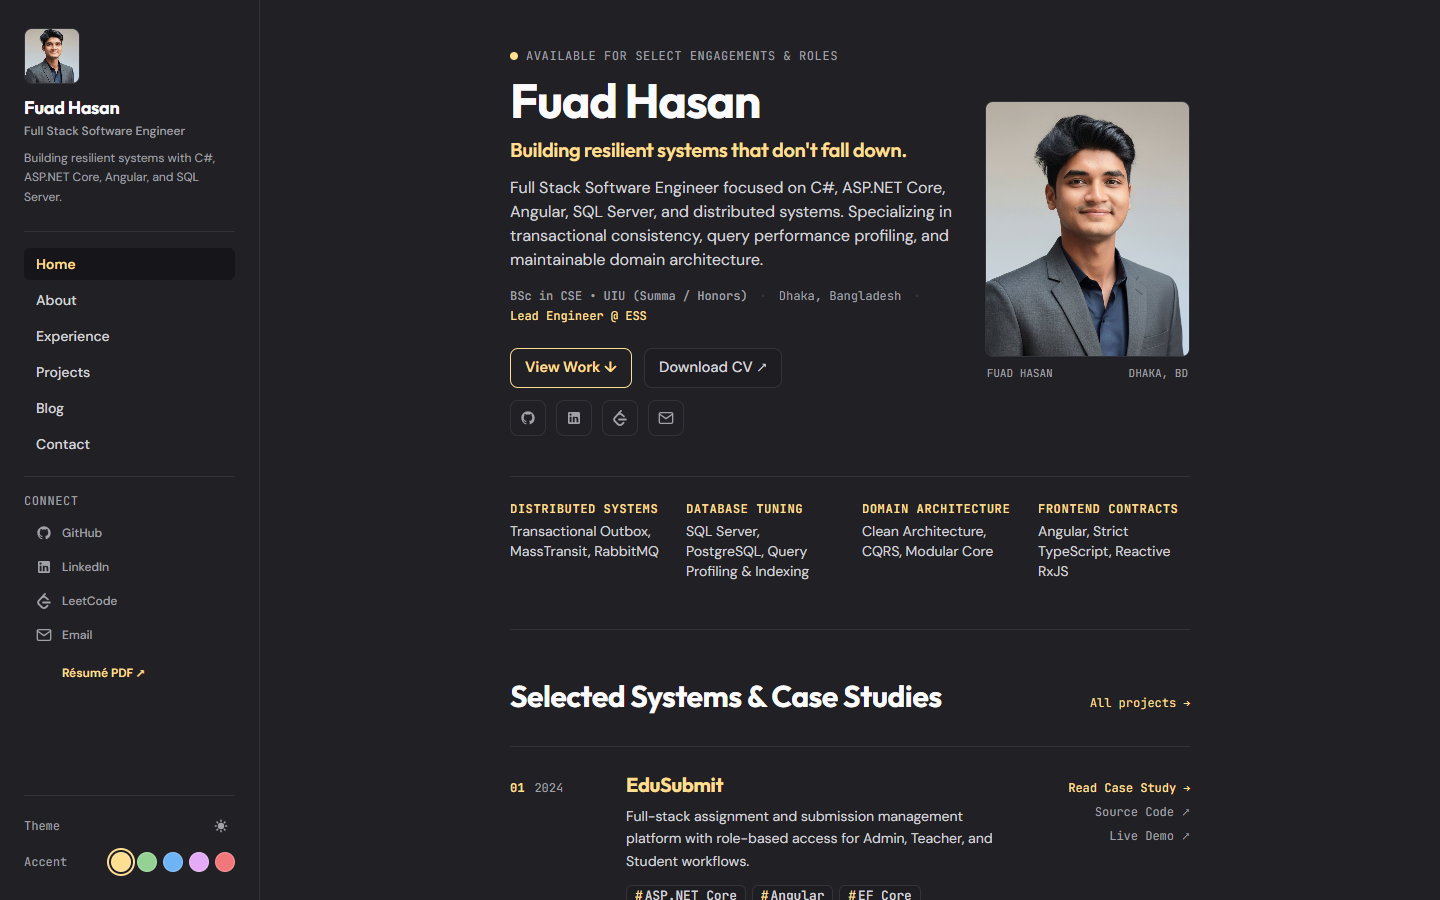 Fuad Hasan
Full Stack Software Engineer
Building resilient systems with C#,
ASP.NET Core, Angular, and SQL
Server.
Home
About
Experience
Projects
Blog
Contact
CONNECT
GitHub
LinkedIn
LeetCode
Email
Résumé PDF ↗
Theme
Accent
AVAILABLE FOR SELECT ENGAGEMENTS & ROLES
Fuad Hasan
Building resilient systems that don't fall down.
Full Stack Software Engineer focused on C#, ASP.NET Core,
Angular, SQL Server, and distributed systems. Specializing in
transactional consistency, query performance profiling, and
maintainable domain architecture.
BSc in CSE • UIU (Summa / Honors) · Dhaka, Bangladesh ·
Lead Engineer @ ESS
View Work ↓
Download CV ↗
FUAD HASAN
DHAKA, BD
DISTRIBUTED SYSTEMS
Transactional Outbox,
MassTransit, RabbitMQ
DATABASE TUNING
SQL Server,
PostgreSQL, Query
Profiling & Indexing
DOMAIN ARCHITECTURE
Clean Architecture,
CQRS, Modular Core
FRONTEND CONTRACTS
Angular, Strict
TypeScript, Reactive
RxJS
Selected Systems & Case Studies
All projects →
01 2024
EduSubmit
Full-stack assignment and submission management
platform with role-based access for Admin, Teacher, and
Student workflows.
#ASP.NET Core
#Angular
#EF Core
Read Case Study →
Source Code ↗
Live Demo ↗